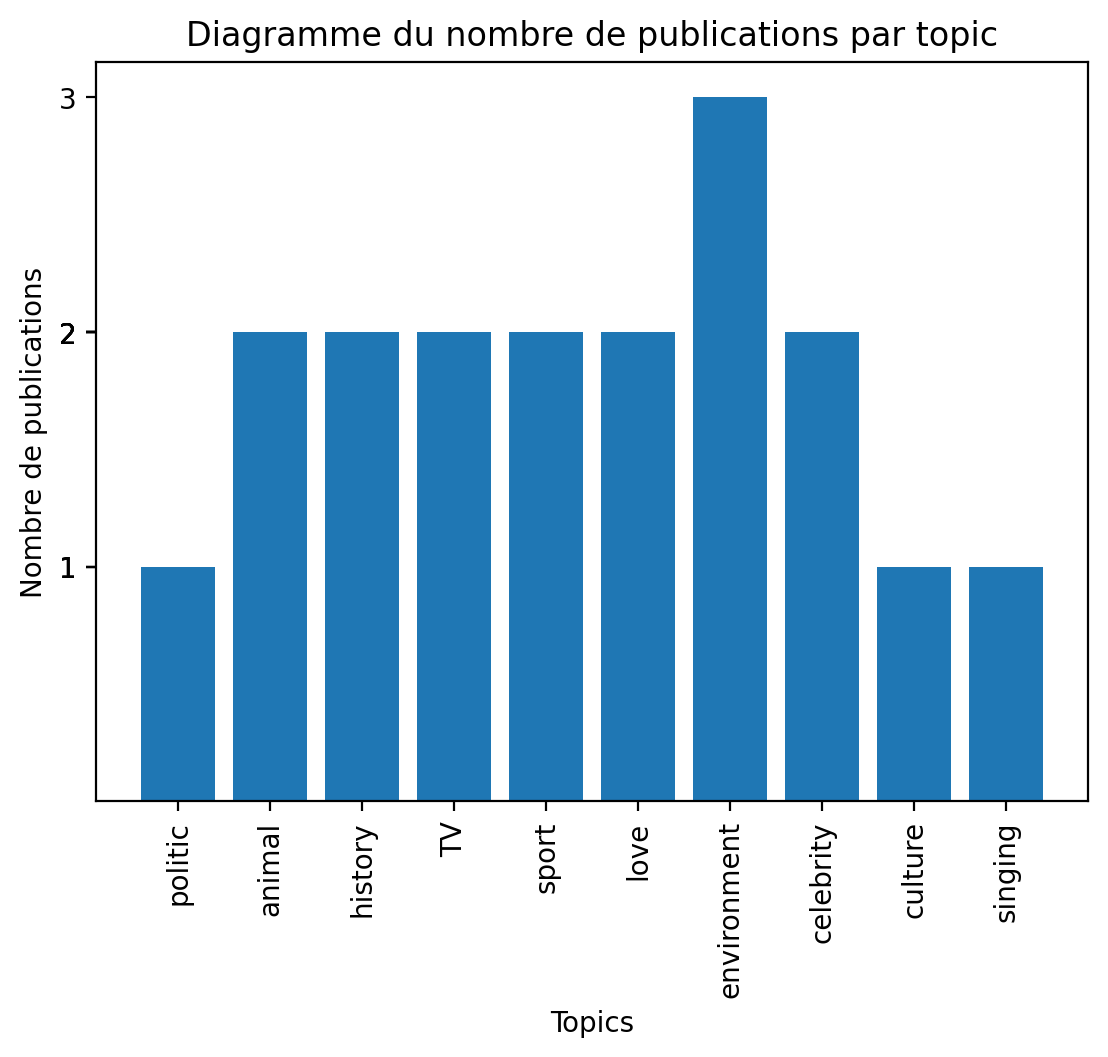 Diagramme du nombre de publications par topic
Nombre de publications
3
2
1
politic
animal
history
TV
sport
love
environment
celebrity
culture
singing
Topics